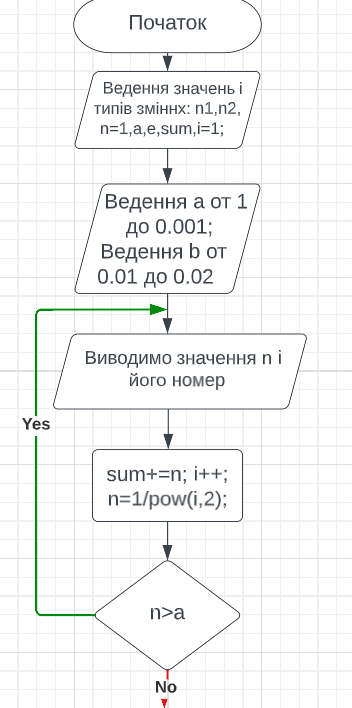 Початок
Ведення значень і
типів зміннх: n1,n2,
n=1,a,e,sum,i=1;
Ведення а от 1
до 0.001;
Ведення b от
0.01 до 0.02
Виводимо значення n і
його номер
Yes
sum+=n; i++;
n=1/pow(i,2);
n>a
No